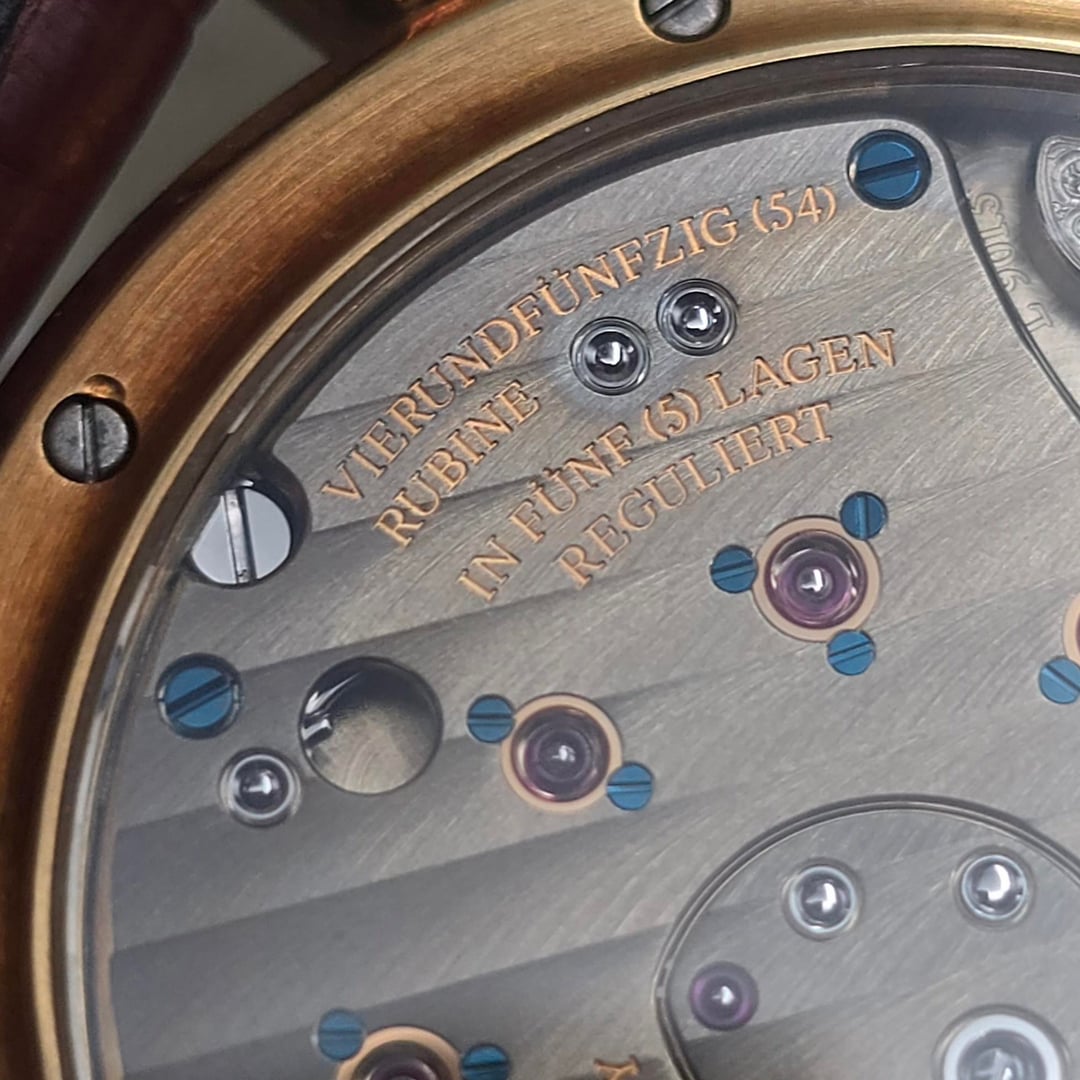 VIERUNDFÜNFZIG (54)
RUBINE
IN FÜNF (5) LAGEN
REGULIERT